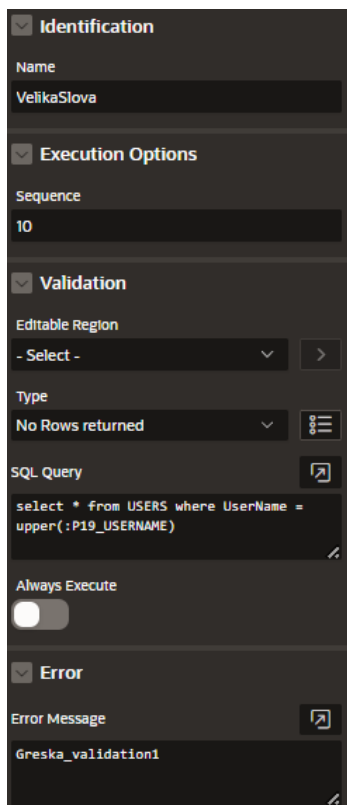 Identification
Name
VelikaSlova
Execution Options
Sequence
10
Validation
Editable Region
- Select -
Type
No Rows returned
SQL Query
select * from USERS where UserName =
upper(:P19_USERNAME)
Always Execute
Error
Error Message
Greska_validation1